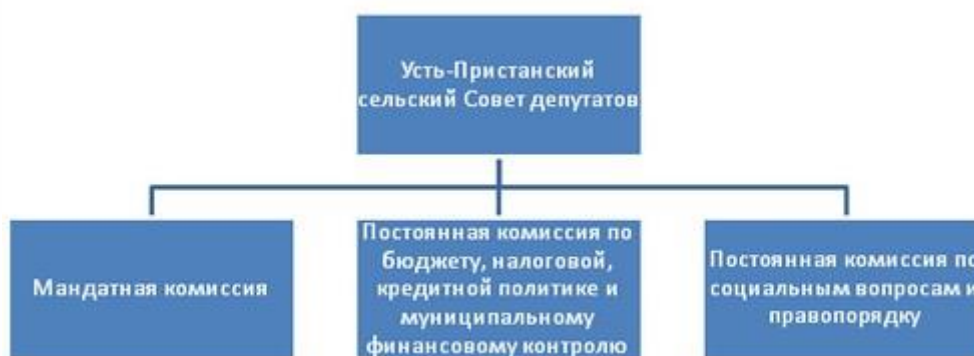 Усть-Пристанский
сельский Совет депутатов
Мандатная комиссия
Постоянная комиссия по
бюджету, налоговой,
кредитной политике и
муниципальному
финансовому контролю
Постоянная комиссия по
социальным вопросам и
правопорядку